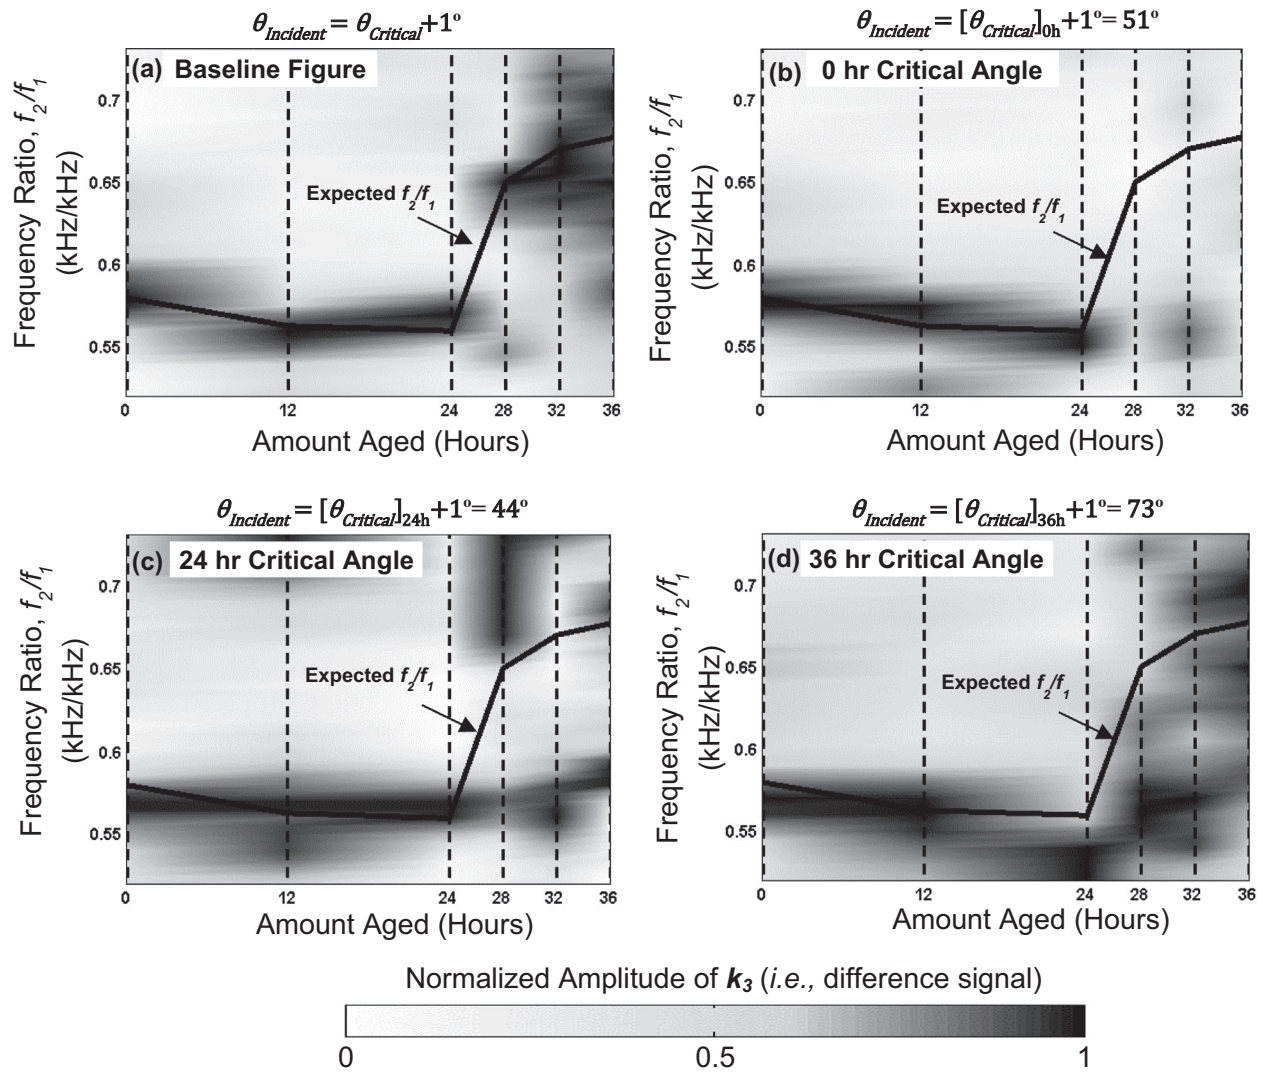 θIncident = θCritical+1°
(a) Baseline Figure
Frequency Ratio, f2/f1
(kHz/kHz)
0.7
0.65
0.6
0.55
Expected f2/f1
0 12 24 28 32 36
Amount Aged (Hours)
θIncident = [θCritical]0h+1°= 51°
(b) 0 hr Critical Angle
Frequency Ratio, f2/f1
(kHz/kHz)
0.7
0.65
0.6
0.55
Expected f2/f1
0 12 24 28 32 36
Amount Aged (Hours)
θIncident = [θCritical]24h+1°= 44°
(c) 24 hr Critical Angle
Frequency Ratio, f2/f1
(kHz/kHz)
0.7
0.65
0.6
0.55
Expected f2/f1
0 12 24 28 32 36
Amount Aged (Hours)
θIncident = [θCritical]36h+1°= 73°
(d) 36 hr Critical Angle
Frequency Ratio, f2/f1
(kHz/kHz)
0.7
0.65
0.6
0.55
Expected f2/f1
0 12 24 28 32 36
Amount Aged (Hours)
Normalized Amplitude of k3 (i.e., difference signal)
0 0.5 1